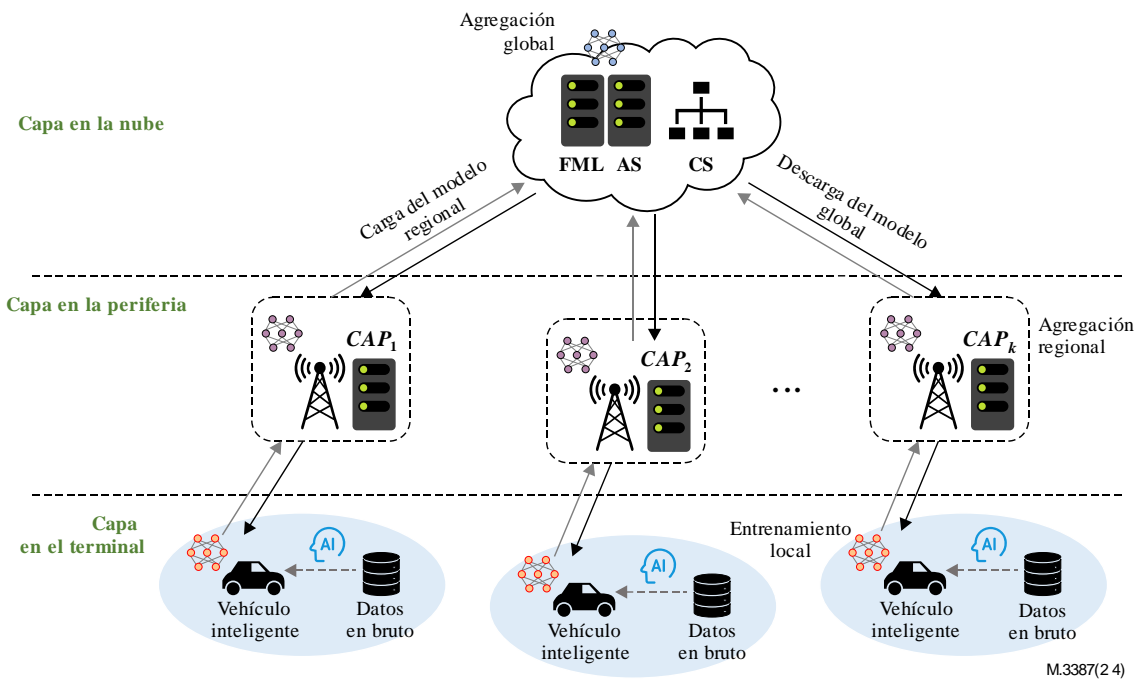 Agregación
global
Capa en la nube
FML
AS
CS
Carga del modelo
regional
Descarga del modelo
global
Capa en la periferia
CAP1
CAP2
...
CAPk
Agregación
regional
Capa
en el terminal
Entrenamiento
local
AI
AI
AI
Vehículo
inteligente
Datos
en bruto
Vehículo
inteligente
Datos
en bruto
Vehículo
inteligente
Datos
en bruto
M.3387(2 4)